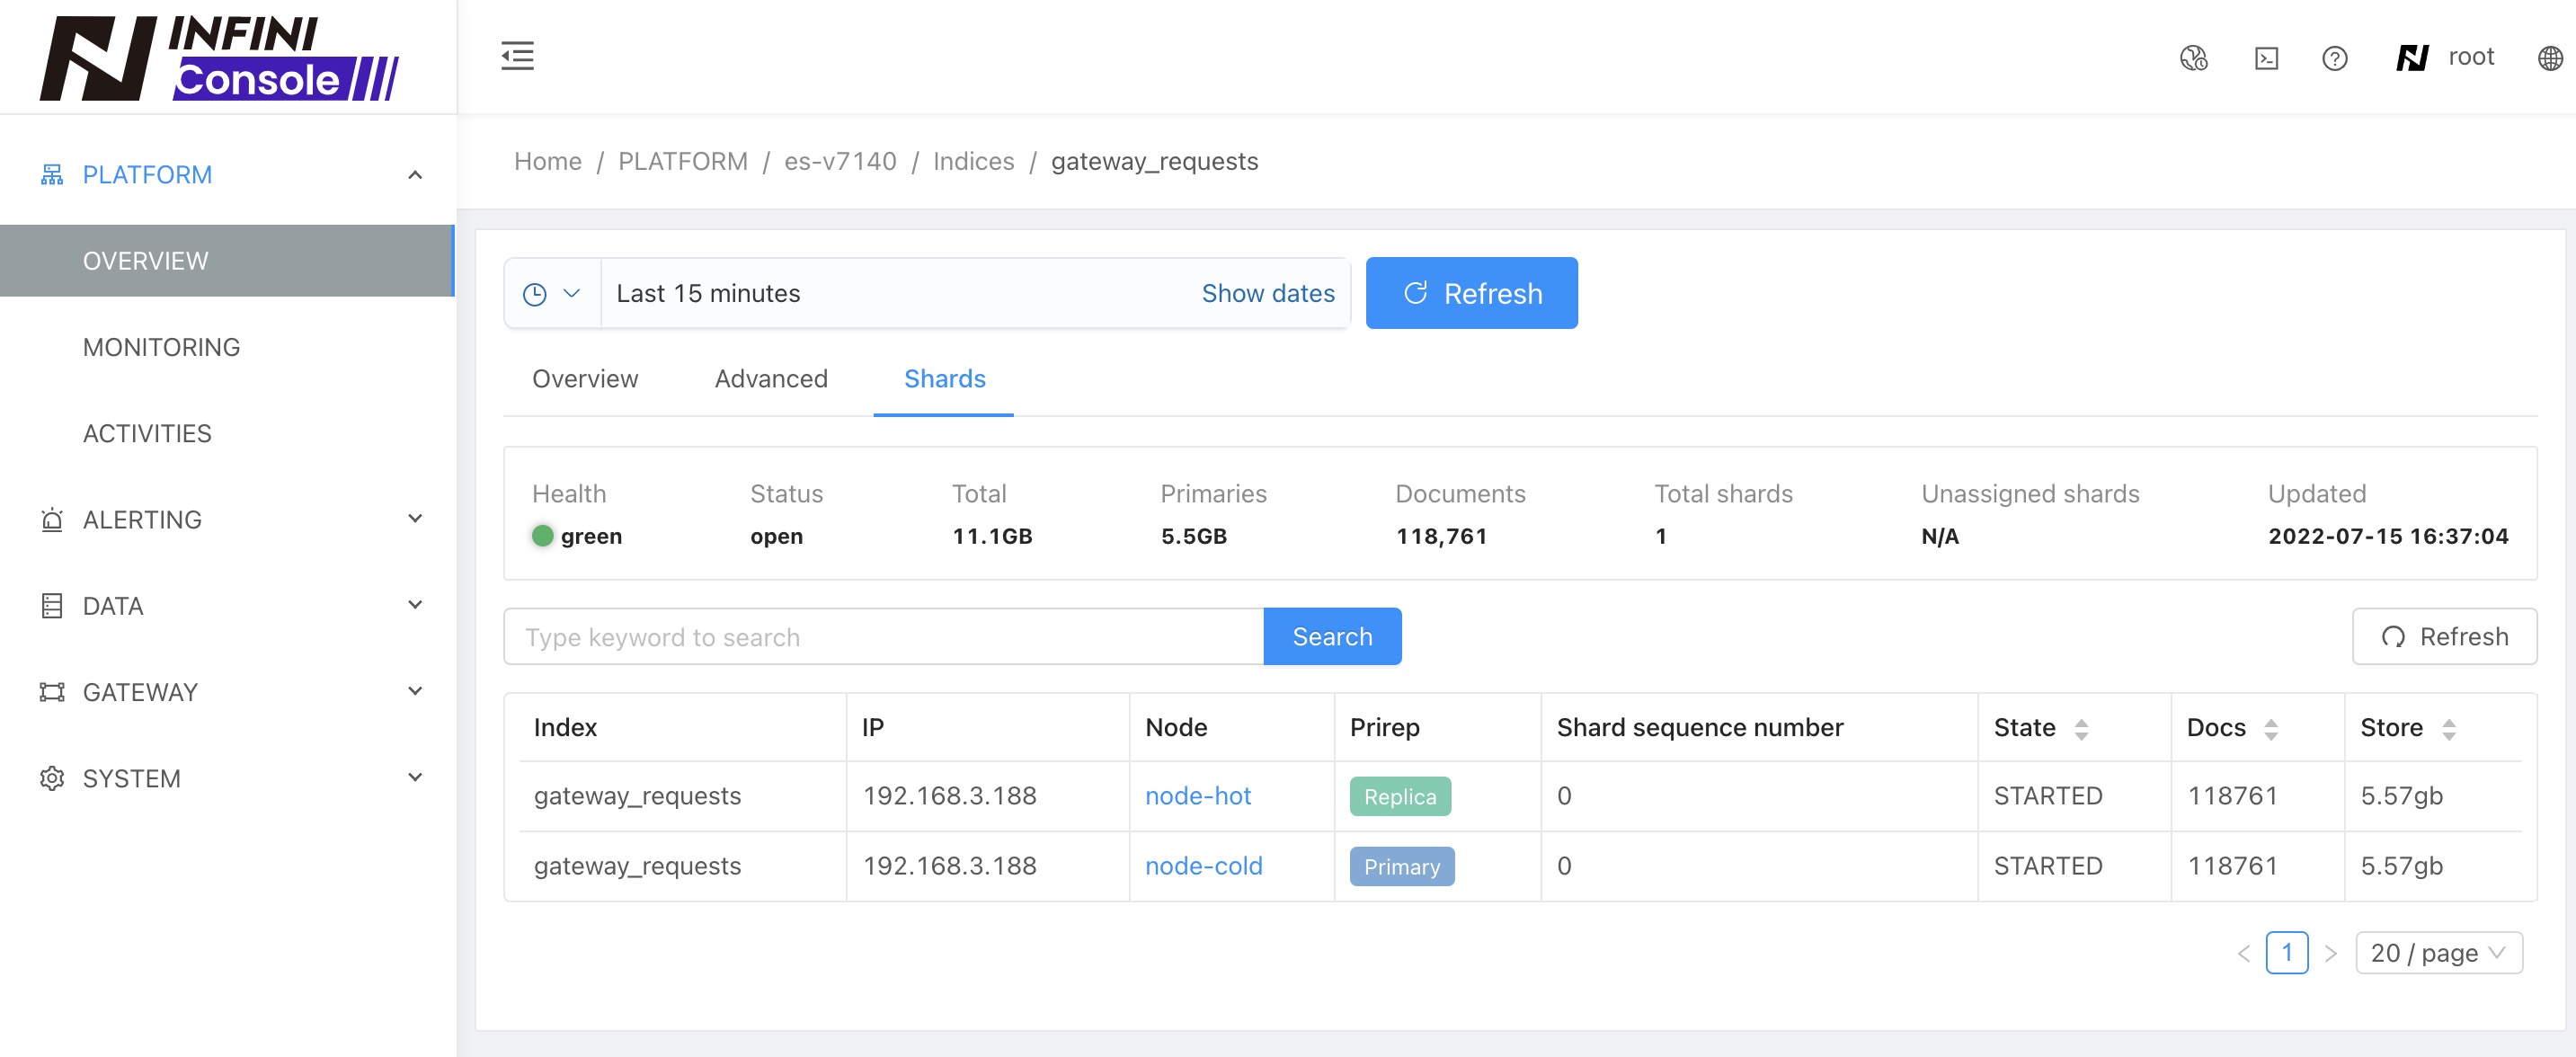 INFINI
Console
root
PLATFORM
OVERVIEW
MONITORING
ACTIVITIES
ALERTING
DATA
GATEWAY
SYSTEM
Home / PLATFORM / es-v7140 / Indices / gateway_requests
Last 15 minutes Show dates Refresh
Overview Advanced Shards
Health Status Total Primaries Documents Total shards Unassigned shards Updated
green open 11.1GB 5.5GB 118,761 1 N/A 2022-07-15 16:37:04
Type keyword to search Search Refresh
Index IP Node Prirep Shard sequence number State Docs Store
gateway_requests 192.168.3.188 node-hot Replica 0 STARTED 118761 5.57gb
gateway_requests 192.168.3.188 node-cold Primary 0 STARTED 118761 5.57gb
< 1 > 20 / page